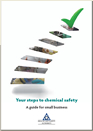 Your steps to chemical safety
A guide for small business